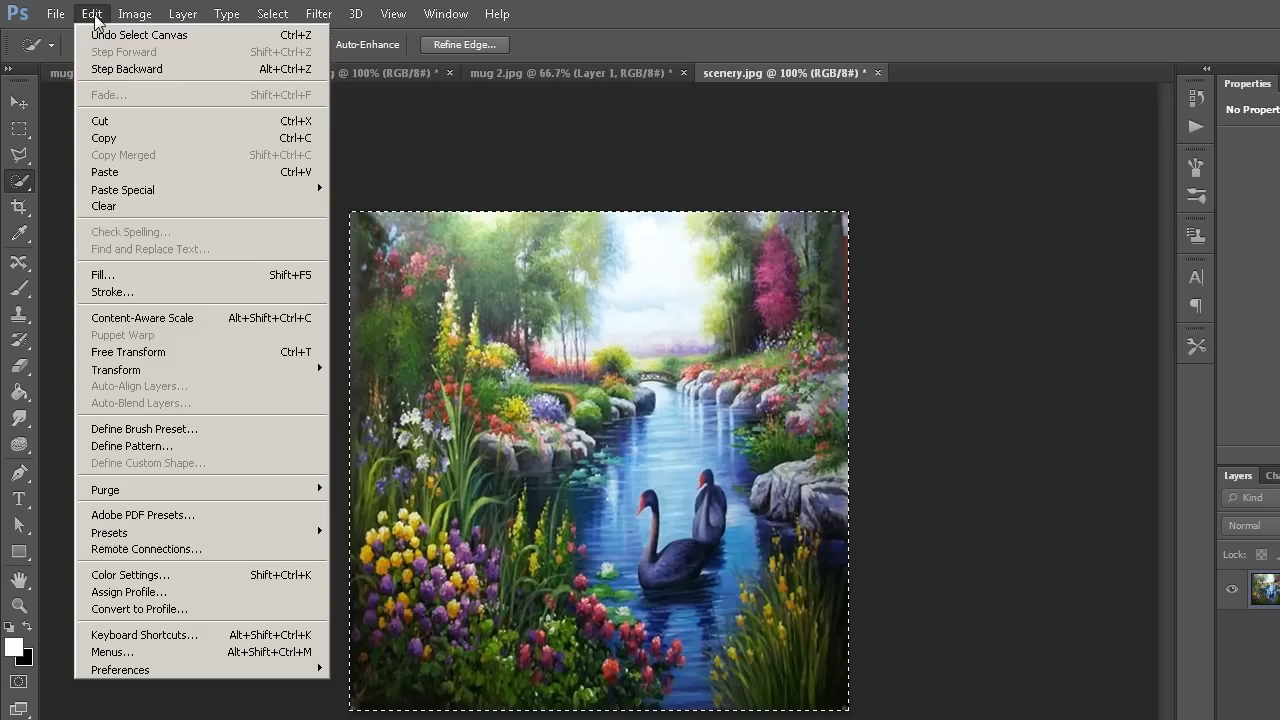 Ps File Edit Image Layer Type Select Filter 3D View Window Help
Auto-Enhance Refine Edge...
mug g @ 100% (RGB/8#) * × mug 2.jpg @ 66.7% (Layer 1, RGB/8#) * × scenery.jpg @ 100% (RGB/8#) * ×
Undo Select Canvas Ctrl+Z
Step Forward Shift+Ctrl+Z
Step Backward Alt+Ctrl+Z
Fade... Shift+Ctrl+F
Cut Ctrl+X
Copy Ctrl+C
Copy Merged Shift+Ctrl+C
Paste Ctrl+V
Paste Special
Clear
Check Spelling...
Find and Replace Text...
Fill... Shift+F5
Stroke...
Content-Aware Scale Alt+Shift+Ctrl+C
Puppet Warp
Free Transform Ctrl+T
Transform
Auto-Align Layers...
Auto-Blend Layers...
Define Brush Preset...
Define Pattern...
Define Custom Shape...
Purge
Adobe PDF Presets...
Presets
Remote Connections...
Color Settings... Shift+Ctrl+K
Assign Profile...
Convert to Profile...
Keyboard Shortcuts... Alt+Shift+Ctrl+K
Menus... Alt+Shift+Ctrl+M
Preferences
Properties
No Propert
Layers Cha
Kind
Normal
Lock: